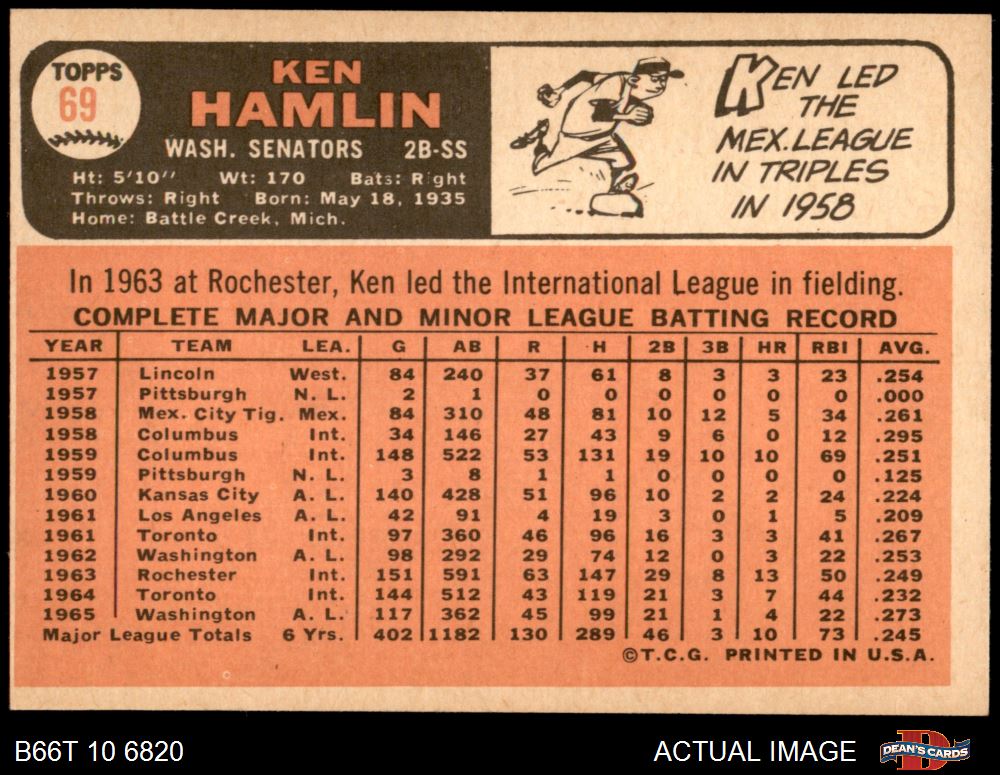 TOPPS
69
KEN
HAMLIN
WASH. SENATORS 2B-SS
Ht: 5'10" Wt: 170 Bats: Right
Throws: Right Born: May 18, 1935
Home: Battle Creek, Mich.
KEN LED
THE
MEX. LEAGUE
IN TRIPLES
IN 1958
In 1963 at Rochester, Ken led the International League in fielding.
COMPLETE MAJOR AND MINOR LEAGUE BATTING RECORD
YEAR TEAM LEA. G AB R H 2B 3B HR RBI AVG.
1957 Lincoln West. 84 240 37 61 8 3 3 23 .254
1957 Pittsburgh N. L. 2 1 0 0 0 0 0 0 .000
1958 Mex. City Tig. Mex. 84 310 48 81 10 12 5 34 .261
1958 Columbus Int. 34 146 27 43 9 6 0 12 .295
1959 Columbus Int. 148 522 53 131 19 10 10 69 .251
1959 Pittsburgh N. L. 3 8 1 1 0 0 0 0 .125
1960 Kansas City A. L. 140 428 51 96 10 2 2 24 .224
1961 Los Angeles A. L. 42 91 4 19 3 0 1 5 .209
1961 Toronto Int. 97 360 46 96 16 3 3 41 .267
1962 Washington A. L. 98 292 29 74 12 0 3 22 .253
1963 Rochester Int. 151 591 63 147 29 8 13 50 .249
1964 Toronto Int. 144 512 43 119 21 3 7 44 .232
1965 Washington A. L. 117 362 45 99 21 1 4 22 .273
Major League Totals 6 Yrs. 402 1182 130 289 46 3 10 73 .245
©T.C.G. PRINTED IN U.S.A.
B66T 10 6820
ACTUAL IMAGE
DEAN'S CARDS